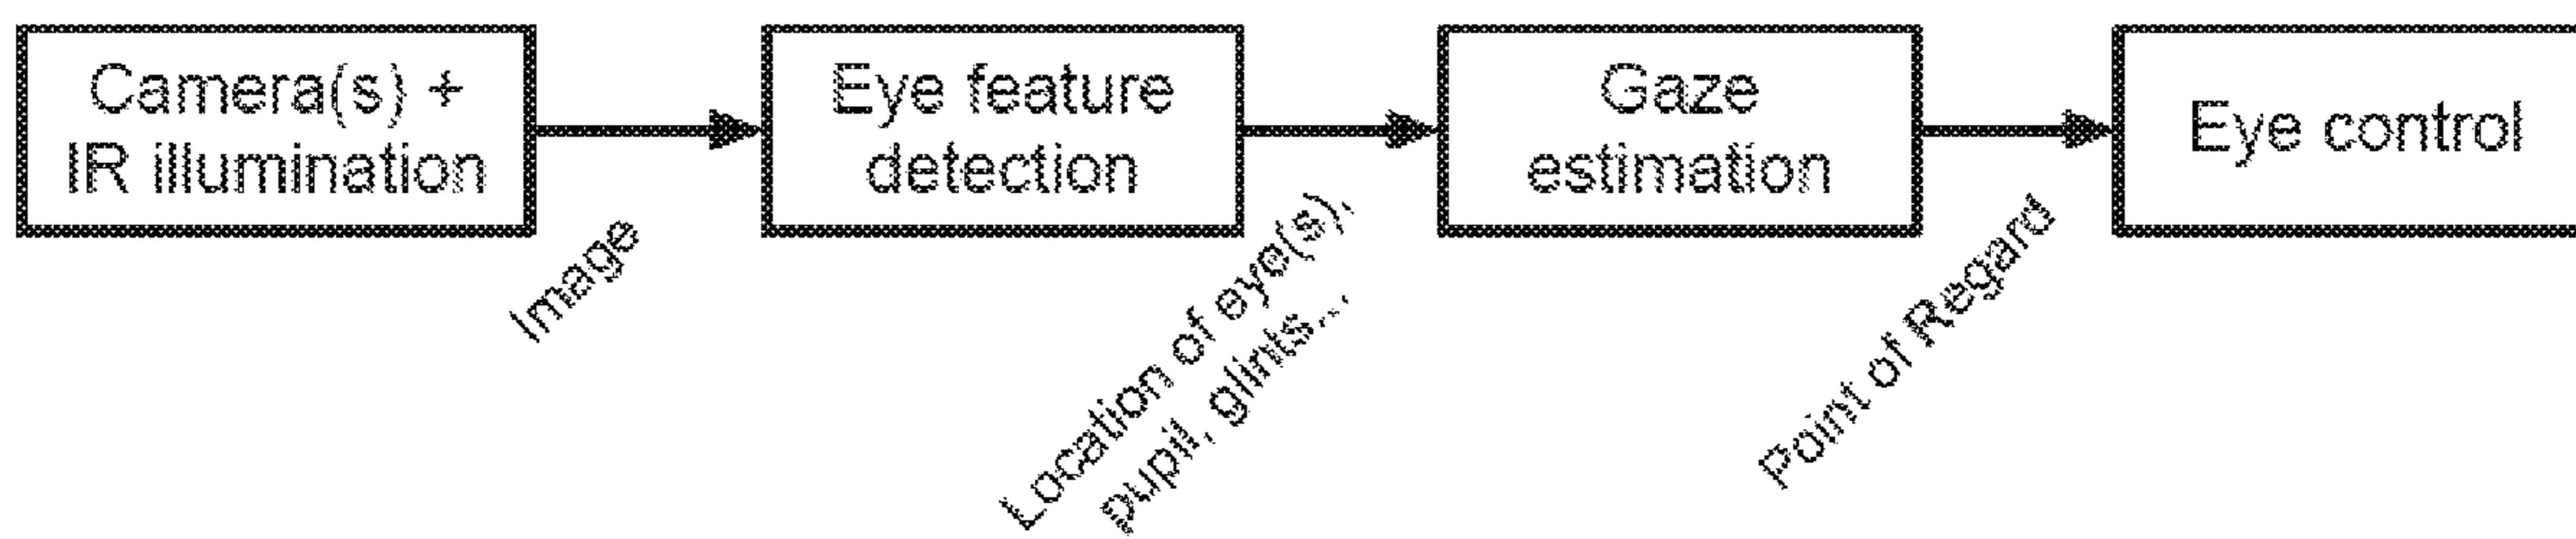 Camera(s) +
IR illumination
Image
Eye feature
detection
Location of eye(s),
pupil, glints...
Gaze
estimation
Point of Regard
Eye control